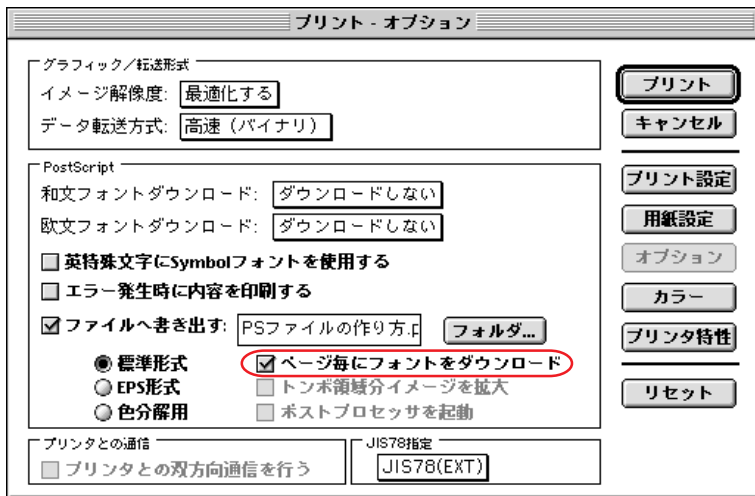 プリント - オプション
グラフィック／転送形式
イメージ解像度: 最適化する
データ転送方式: 高速（バイナリ）
PostScript
和文フォントダウンロード: ダウンロードしない
欧文フォントダウンロード: ダウンロードしない
英特殊文字にSymbolフォントを使用する
エラー発生時に内容を印刷する
ファイルへ書き出す: PSファイルの作り方.p フォルダ...
標準形式 ページ毎にフォントをダウンロード
EPS形式 トンボ領域分イメージを拡大
色分解用 ポストプロセッサを起動
プリンタとの通信
プリンタとの双方向通信を行う
JIS78指定
JIS78(EXT)
プリント
キャンセル
プリント設定
用紙設定
オプション
カラー
プリンタ特性
リセット